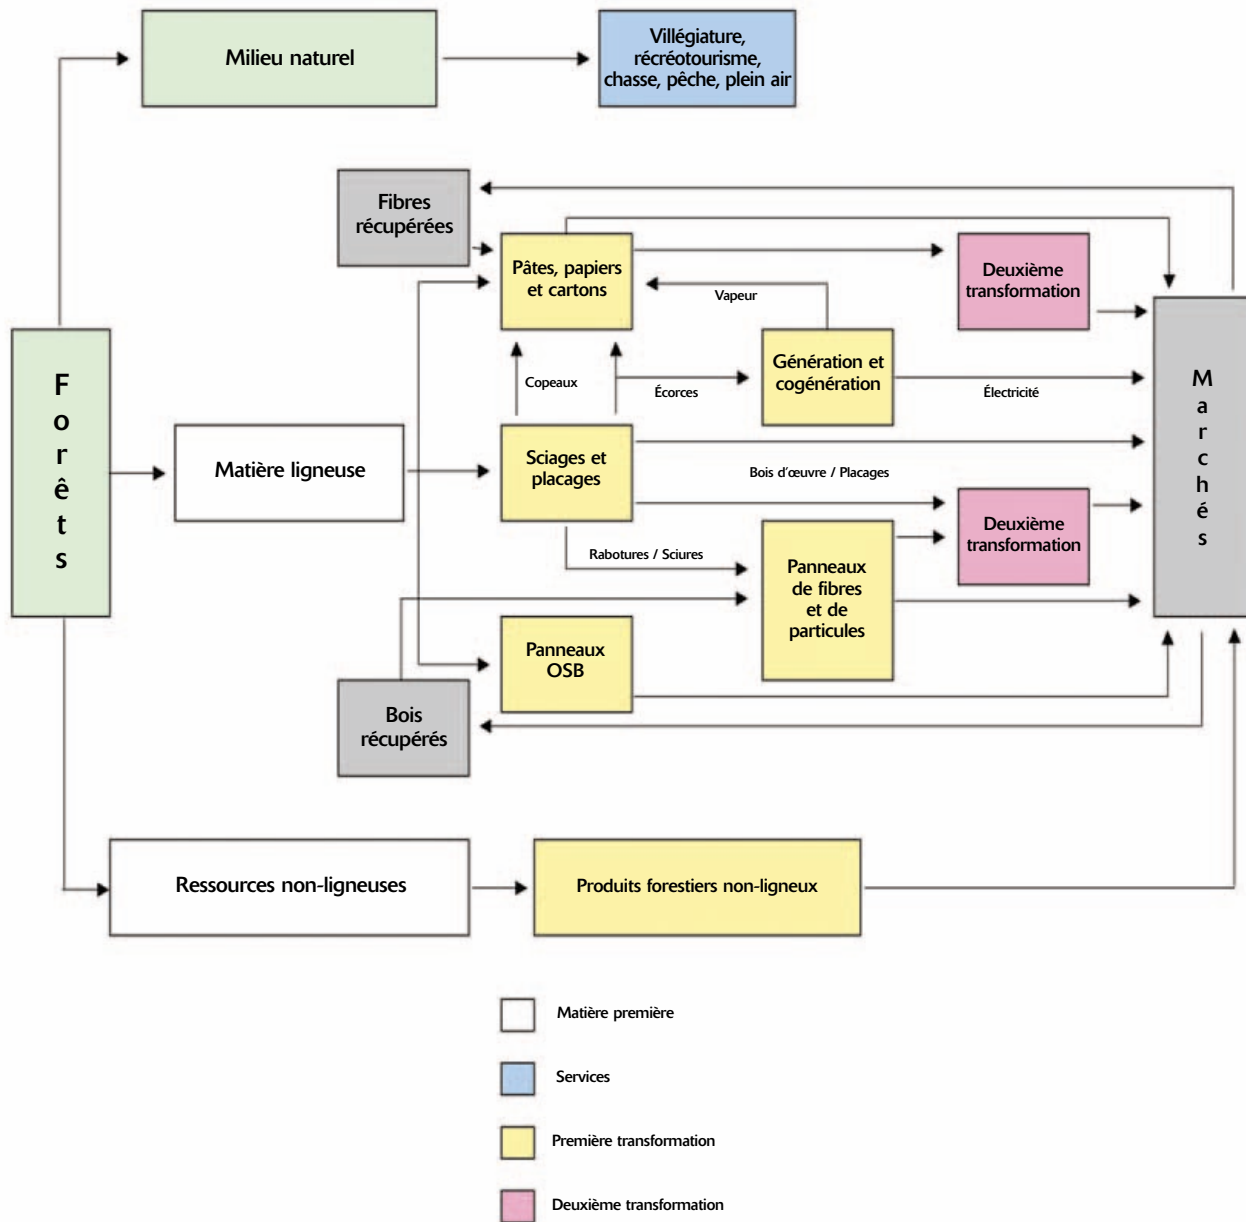 Milieu naturel
Villégiature,
récréotourisme,
chasse, pêche, plein air
Fibres
récupérées
Pâtes, papiers
et cartons
Deuxième
transformation
Vapeur
Forêts
Génération et
cogénération
Marchés
Copeaux
Écorces
Électricité
Matière ligneuse
Sciages et
placages
Bois d'œuvre / Placages
Deuxième
transformation
Rabotures / Sciures
Panneaux
de fibres
et de
particules
Panneaux
OSB
Bois
récupérés
Ressources non-ligneuses
Produits forestiers non-ligneux
Matière première
Services
Première transformation
Deuxième transformation